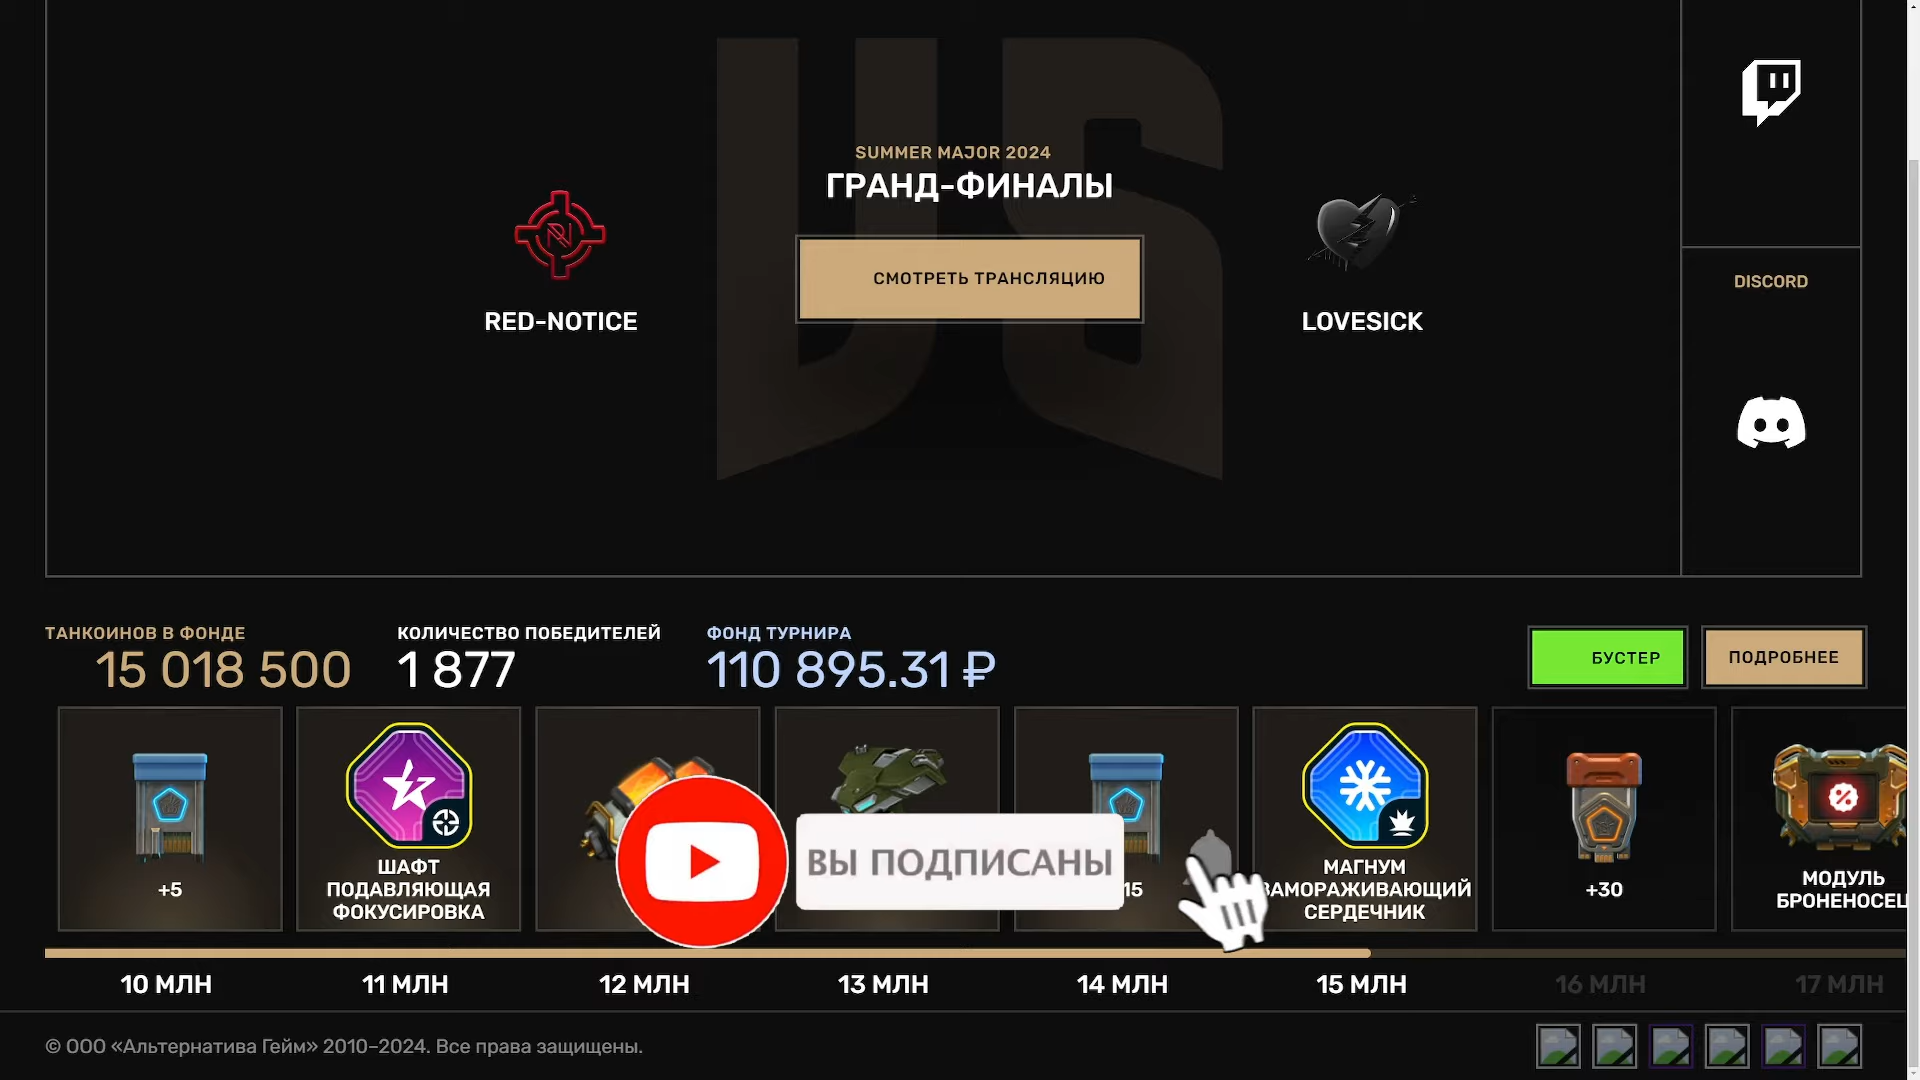 SUMMER MAJOR 2024
ГРАНД-ФИНАЛЫ
СМОТРЕТЬ ТРАНСЛЯЦИЮ
RED-NOTICE
LOVESICK
DISCORD
ТАНКОИНОВ В ФОНДЕ
15 018 500
КОЛИЧЕСТВО ПОБЕДИТЕЛЕЙ
1 877
ФОНД ТУРНИРА
110 895.31 ₽
БУСТЕР
ПОДРОБНЕЕ
+5
ШАФТ
ПОДАВЛЯЮЩАЯ
ФОКУСИРОВКА
ВЫ ПОДПИСАНЫ
15
МАГНУМ
ЗАМОРАЖИВАЮЩИЙ
СЕРДЕЧНИК
+30
МОДУЛЬ
БРОНЕНОСЕЦ
10 МЛН
11 МЛН
12 МЛН
13 МЛН
14 МЛН
15 МЛН
16 МЛН
17 МЛН
© ООО «Альтернатива Гейм» 2010–2024. Все права защищены.